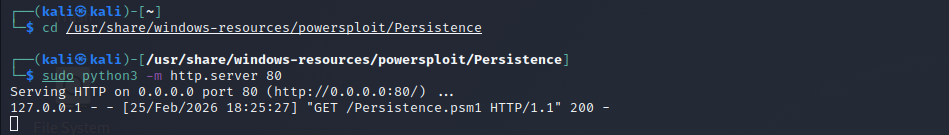 ┌──(kali㉿kali)-[~]
└─$ cd /usr/share/windows-resources/powersploit/Persistence
┌──(kali㉿kali)-[/usr/share/windows-resources/powersploit/Persistence]
└─$ sudo python3 -m http.server 80
Serving HTTP on 0.0.0.0 port 80 (http://0.0.0.0:80/) ...
127.0.0.1 - - [25/Feb/2026 18:25:27] "GET /Persistence.psm1 HTTP/1.1" 200 -
File System